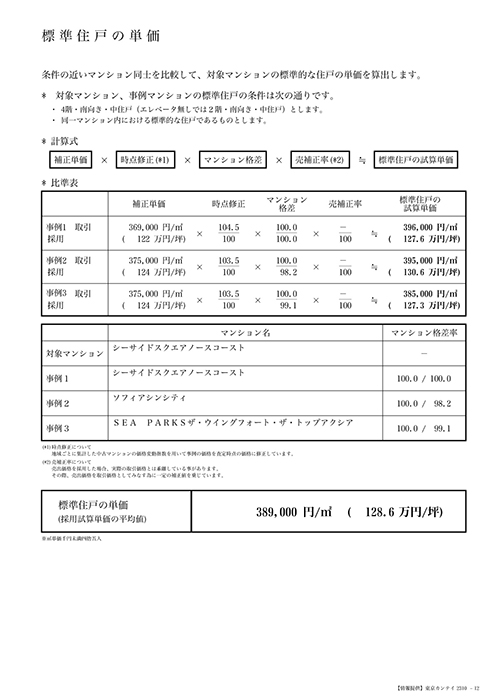 標準住戸の単価
条件の近いマンション同士を比較して、対象マンションの標準的な住戸の単価を算出します。
* 対象マンション、事例マンションの標準住戸の条件は次の通りです。
・ 4階・南向き・中住戸（エレベータ無しでは２階・南向き・中住戸）とします。
・ 同一マンション内における標準的な住戸であるものとします。
* 計算式
補正単価 × 時点修正(*1) × マンション格差 × 売補正率(*2) ≒ 標準住戸の試算単価
* 比準表
補正単価 時点修正 マンション格差 売補正 標準住戸の試算単価
事例1 取引 369,000 円/㎡ × 104.5 / 100 × 100.0 / 100.0 × － / 100 ≒ 396,000 円/㎡
採用 ( 122 万円/坪) ( 127.6 万円/坪)
事例2 取引 375,000 円/㎡ × 103.5 / 100 × 100.0 / 98.2 × － / 100 ≒ 395,000 円/㎡
採用 ( 124 万円/坪) ( 130.6 万円/坪)
事例3 取引 375,000 円/㎡ × 103.5 / 100 × 100.0 / 99.1 × － / 100 ≒ 385,000 円/㎡
採用 ( 124 万円/坪) ( 127.3 万円/坪)
マンション名 マンション格差率
対象マンション シーサイドスクエアノースコースト －
事例１ シーサイドスクエアノースコースト 100.0 / 100.0
事例２ ソフィアシンシティ 100.0 / 98.2
事例３ ＳＥＡ ＰＡＲＫＳザ・ウイングフォート・ザ・トップアクシア 100.0 / 99.1
(*1)時点修正について
地域ごとに集計した中古マンションの価格変動指数を用いて事例の価格を査定時点の価格に修正しています。
(*2)売補正率について
売出価格を採用した場合、実際の取引価格とは乖離している事があります。
その際、売出価格を取引価格としてみなす為に一定の補正値を乗じています。
標準住戸の単価
(採用試算単価の平均値)
389,000 円/㎡ ( 128.6 万円/坪)
※㎡単価千円未満四捨五入
【情報提供】東京カンテイ 2310 - 12